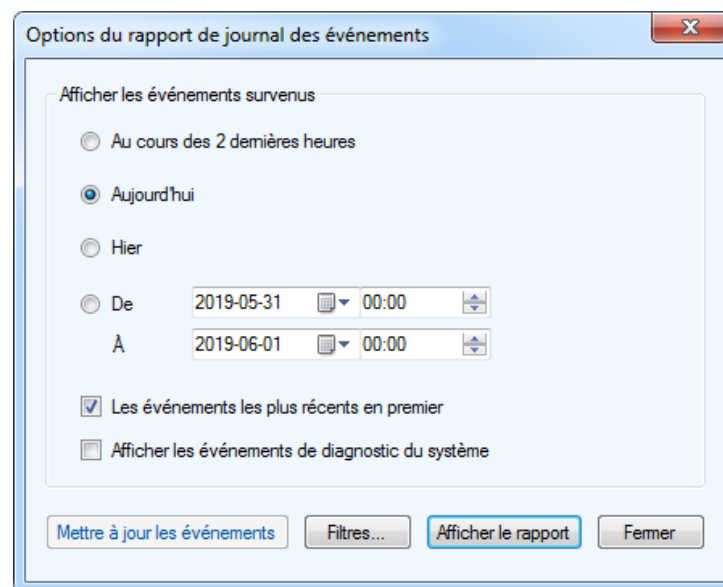 Options du rapport de journal des événements
Afficher les événements survenus
Au cours des 2 dernières heures
Aujourd'hui
Hier
De 2019-05-31 00:00
À 2019-06-01 00:00
Les événements les plus récents en premier
Afficher les événements de diagnostic du système
Mettre à jour les événements Filtres... Afficher le rapport Fermer